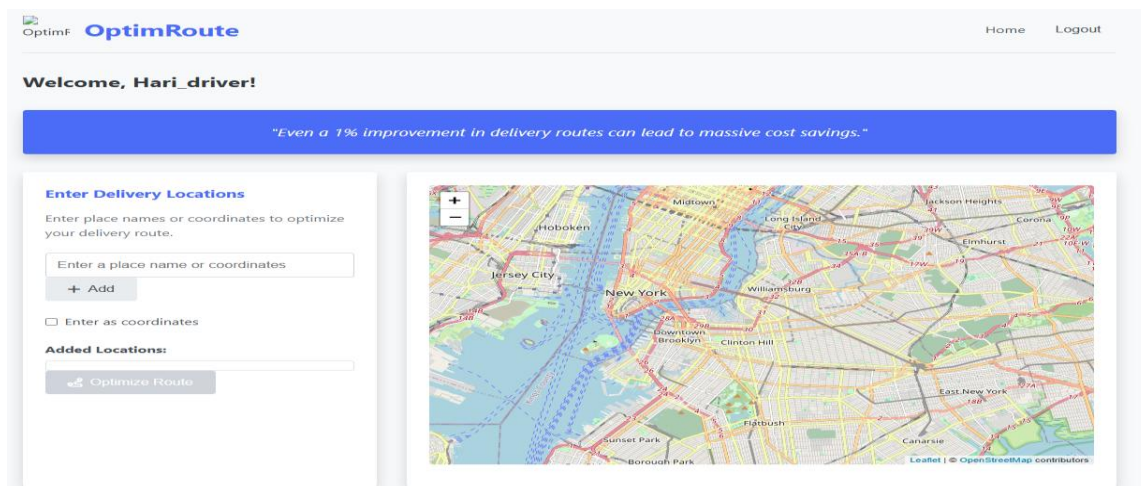 OptimF OptimRoute Home Logout
Welcome, Hari_driver!
"Even a 1% improvement in delivery routes can lead to massive cost savings."
Enter Delivery Locations
Enter place names or coordinates to optimize
your delivery route.
Enter a place name or coordinates
+ Add
Enter as coordinates
Added Locations:
Optimize Route
+
−
Midtown
Jackson Heights
Long Island
City
Corona
Hoboken
Elmhurst
Jersey City
Williamsburg
New York
Downtown
Brooklyn
Clinton Hill
East New York
Flatbush
Sunset Park
Canarsie
Borough Park
Leaflet | © OpenStreetMap contributors